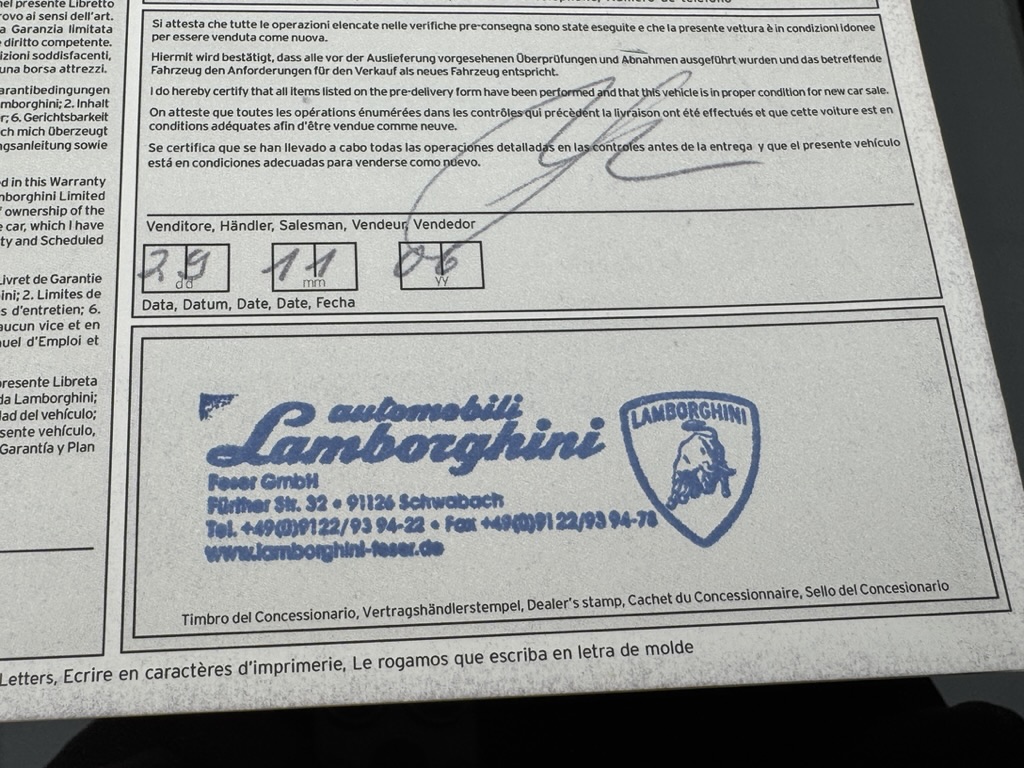 nel presente Libretto
rovo ai sensi dell'art.
a Garanzia limitata
diritto competente.
izioni soddisfacenti,
una borsa attrezzi.
arantibedingungen
mborghini; 2. Inhalt
r; 6. Gerichtsbarkeit
ch mich überzeugt
ngsanleitung sowie
d in this Warranty
mborghini Limited
ownership of the
car, which I have
ty and Scheduled
Livret de Garantie
ini; 2. Limites de
s d'entretien; 6.
aucun vice et en
nuel d'Emploi et
presente Libreta
da Lamborghini;
dad del vehículo;
sente vehículo,
Garantía y Plan
Si attesta che tutte le operazioni elencate nelle verifiche pre-consegna sono state eseguite e che la presente vettura è in condizioni idonee
per essere venduta come nuova.
Hiermit wird bestätigt, dass alle vor der Auslieferung vorgesehenen Überprüfungen und Abnahmen ausgeführt wurden und das betreffende
Fahrzeug den Anforderungen für den Verkauf als neues Fahrzeug entspricht.
I do hereby certify that all items listed on the pre-delivery form have been performed and that this vehicle is in proper condition for new car sale.
On atteste que toutes les opérations énumérées dans les contrôles qui précèdent la livraison ont été effectués et que cette voiture est en
conditions adéquates afin d'être vendue comme neuve.
Se certifica que se han llevado a cabo todas las operaciones detalladas en las controles antes de la entrega y que el presente vehículo
está en condiciones adecuadas para venderse como nuevo.
Venditore, Händler, Salesman, Vendeur, Vendedor
29 11 06
dd mm yy
Data, Datum, Date, Date, Fecha
automobili
Lamborghini
LAMBORGHINI
Feser GmbH
Fürther Str. 32 • 91126 Schwabach
Tel. +49(0)9122/93 94-22 • Fax +49(0)9122/93 94-78
www.lamborghini-feser.de
Timbro del Concessionario, Vertragshändlerstempel, Dealer's stamp, Cachet du Concessionnaire, Sello del Concesionario
Letters, Ecrire en caractères d'imprimerie, Le rogamos que escriba en letra de molde